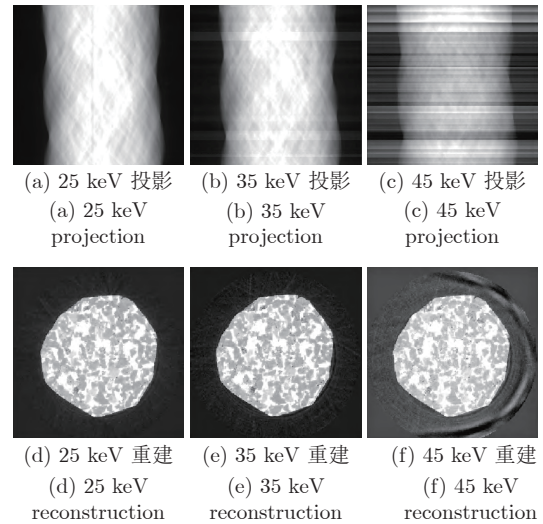 (a) 25 keV 投影 (b) 35 keV 投影 (c) 45 keV 投影
(a) 25 keV (b) 35 keV (c) 45 keV
projection projection projection
(d) 25 keV 重建 (e) 35 keV 重建 (f) 45 keV 重建
(d) 25 keV (e) 35 keV (f) 45 keV
reconstruction reconstruction reconstruction